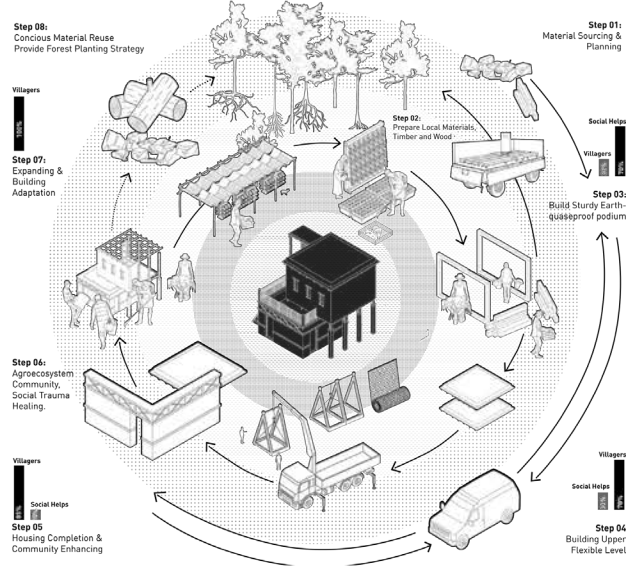 Step 08:
Concious Material Reuse
Provide Forest Planting Strategy
Step 01:
Material Sourcing &
Planning
Villagers
100%
Step 02:
Prepare Local Materials,
Timber and Wood
Social Helps
Villagers
70%
Step 07:
Expanding &
Building
Adaptation
Step 03:
Build Sturdy Earth-
quaseproof podium
Step 06:
Agroecosystem
Community,
Social Trauma
Healing.
Villagers
Social Helps
Step 05
Housing Completion &
Community Enhancing
Villagers
Social Helps
70%
Step 04
Building Upper
Flexible Level